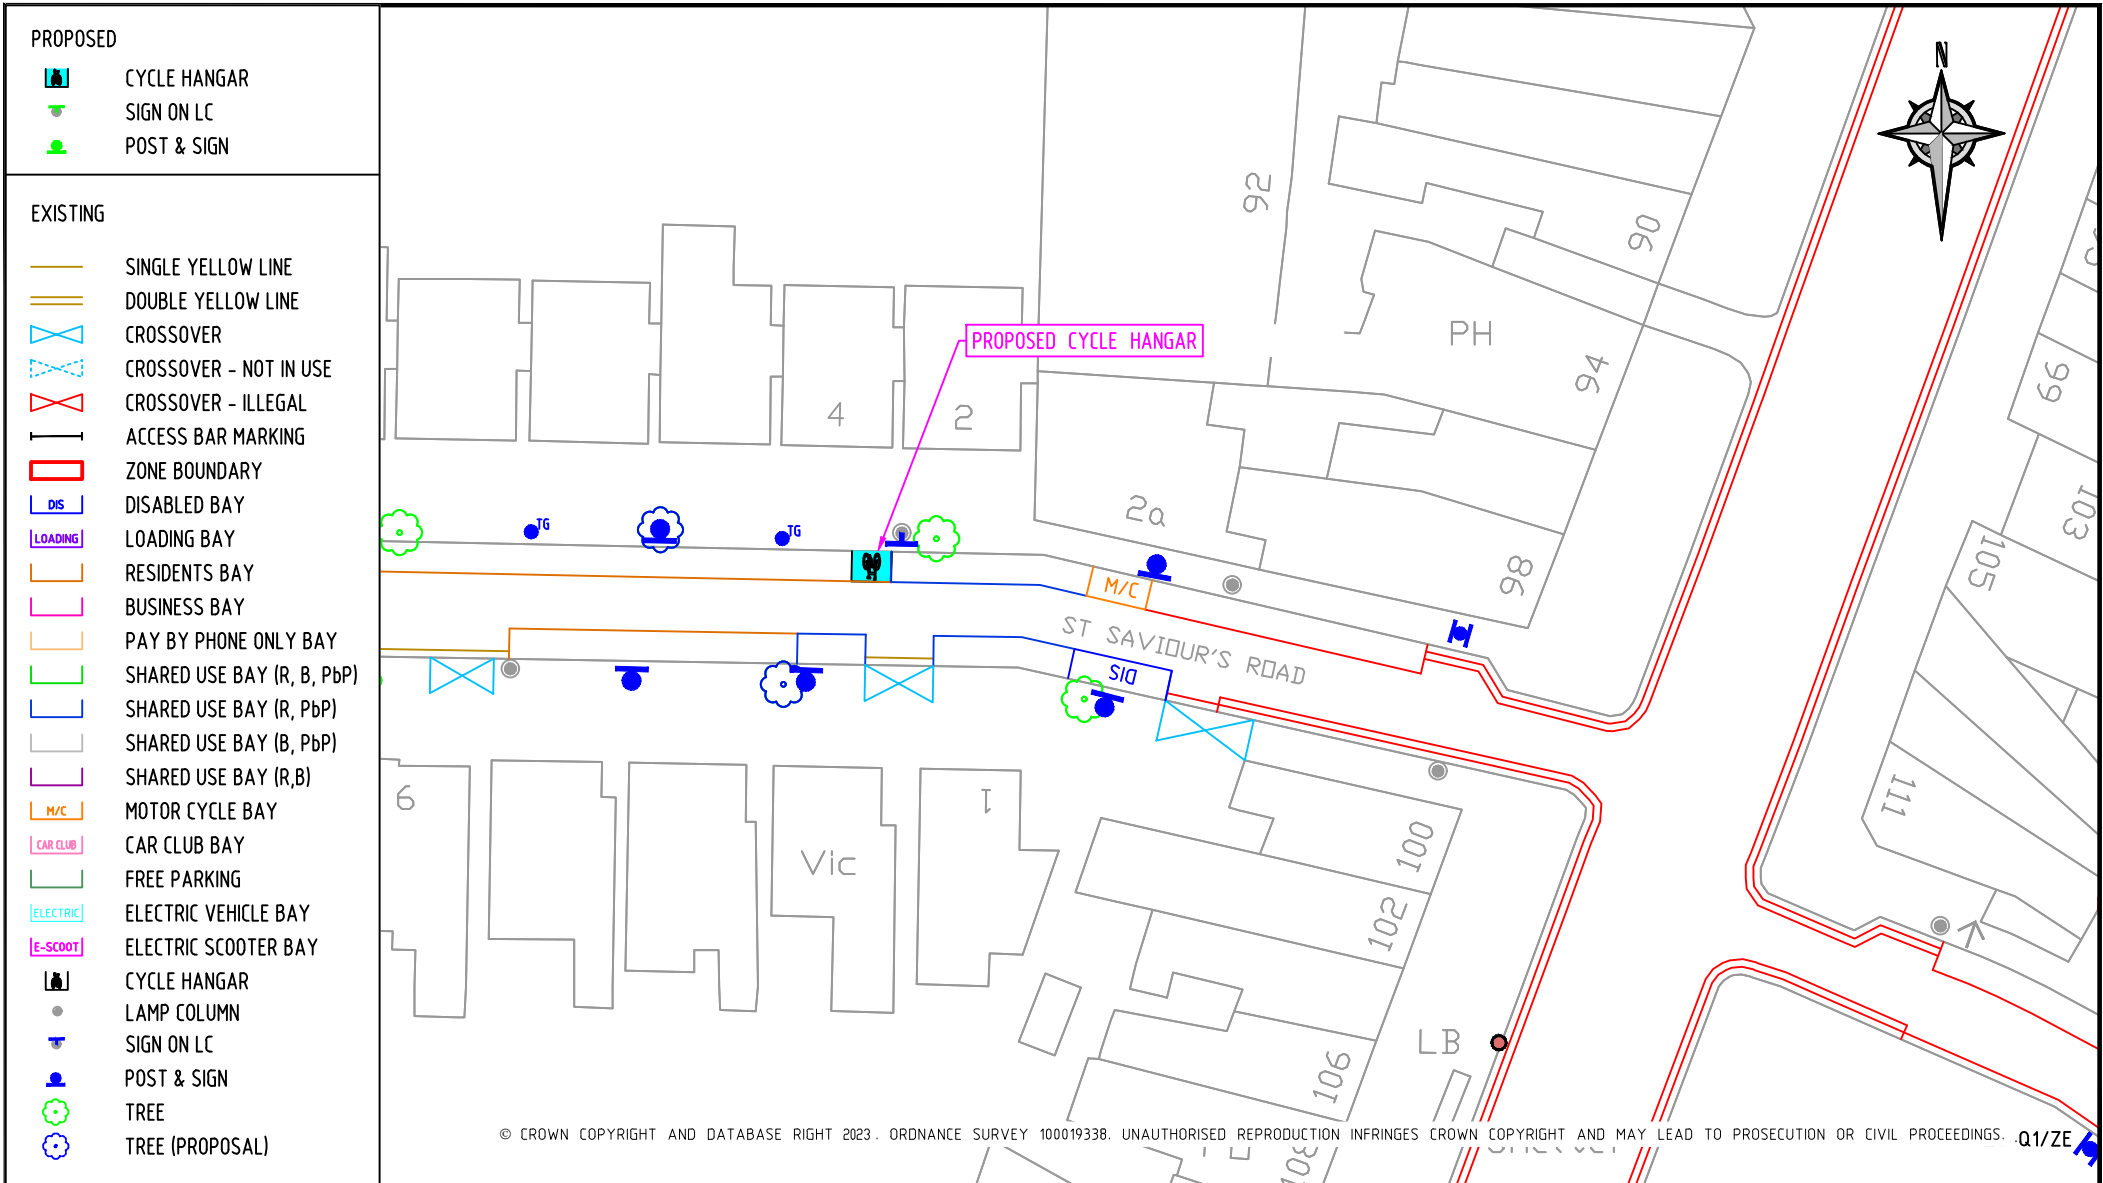 PROPOSED
CYCLE HANGAR
SIGN ON LC
POST & SIGN
EXISTING
SINGLE YELLOW LINE
DOUBLE YELLOW LINE
CROSSOVER
CROSSOVER - NOT IN USE
CROSSOVER - ILLEGAL
ACCESS BAR MARKING
ZONE BOUNDARY
DIS DISABLED BAY
LOADING LOADING BAY
RESIDENTS BAY
BUSINESS BAY
PAY BY PHONE ONLY BAY
SHARED USE BAY (R, B, PbP)
SHARED USE BAY (R, PbP)
SHARED USE BAY (B, PbP)
SHARED USE BAY (R,B)
M/C MOTOR CYCLE BAY
CAR CLUB CAR CLUB BAY
FREE PARKING
ELECTRIC ELECTRIC VEHICLE BAY
E-SCOOT ELECTRIC SCOOTER BAY
CYCLE HANGAR
LAMP COLUMN
SIGN ON LC
POST & SIGN
TREE
TREE (PROPOSAL)
N
92
90
PH
94
PROPOSED CYCLE HANGAR
4
2
2a
99
103
105
TG
TG
M/C
98
ST SAVIOUR'S ROAD
DIS
9
1
Vic
100
111
102
LB
106
© CROWN COPYRIGHT AND DATABASE RIGHT 2023. ORDNANCE SURVEY 100019338. UNAUTHORISED REPRODUCTION INFRINGES CROWN COPYRIGHT AND MAY LEAD TO PROSECUTION OR CIVIL PROCEEDINGS.
Q1/ZE
108